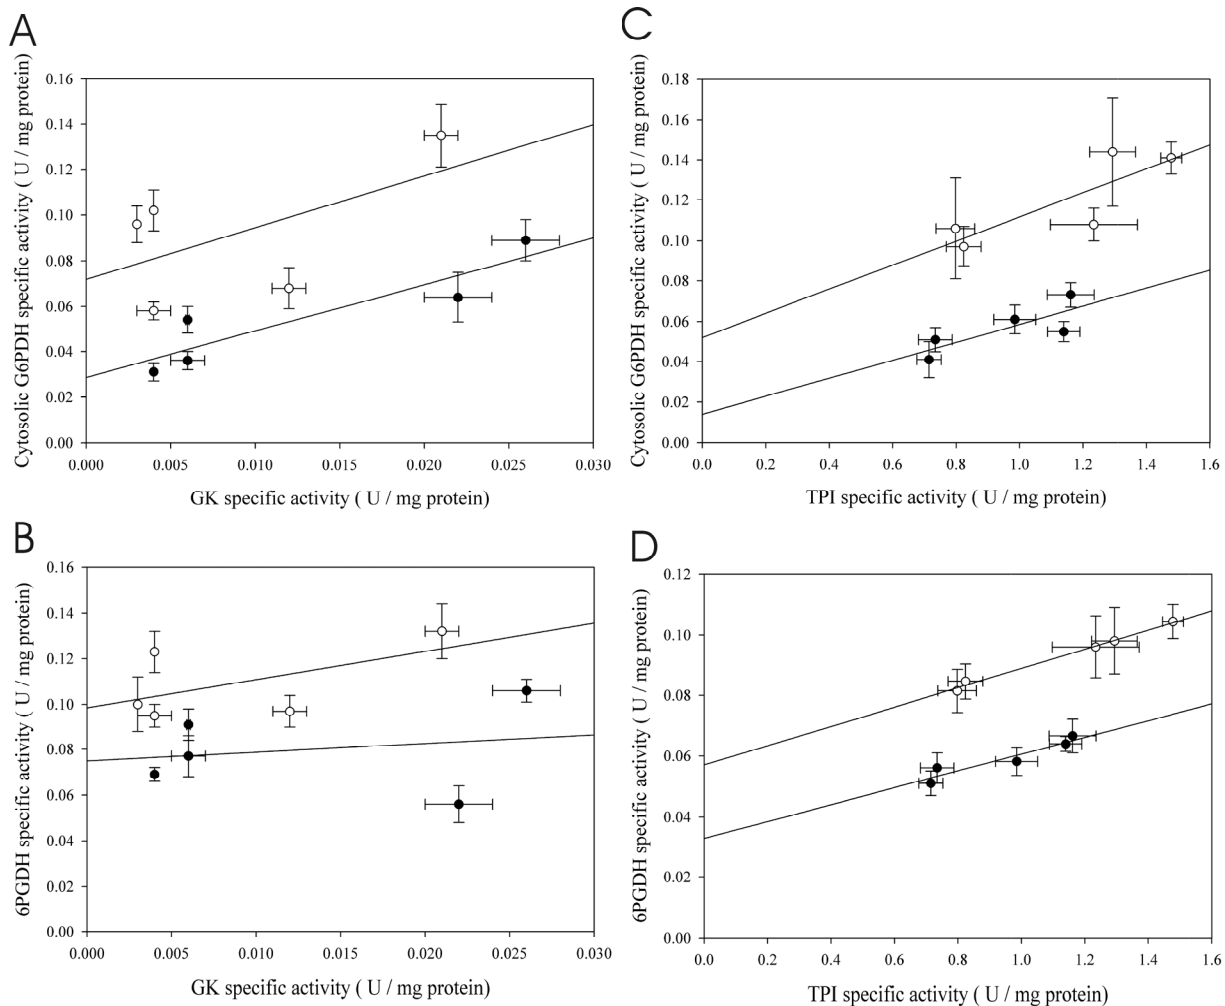 A
Cytosolic G6PDH specific activity ( U / mg protein)
0.16
0.14
0.12
0.10
0.08
0.06
0.04
0.02
0.00
0.000 0.005 0.010 0.015 0.020 0.025 0.030
GK specific activity ( U / mg protein)
C
Cytosolic G6PDH specific activity ( U / mg protein)
0.18
0.16
0.14
0.12
0.10
0.08
0.06
0.04
0.02
0.00
0.0 0.2 0.4 0.6 0.8 1.0 1.2 1.4 1.6
TPI specific activity ( U / mg protein)
B
6PGDH specific activity ( U / mg protein)
0.16
0.14
0.12
0.10
0.08
0.06
0.04
0.02
0.00
0.000 0.005 0.010 0.015 0.020 0.025 0.030
GK specific activity ( U / mg protein)
D
6PGDH specific activity ( U / mg protein)
0.12
0.10
0.08
0.06
0.04
0.02
0.00
0.0 0.2 0.4 0.6 0.8 1.0 1.2 1.4 1.6
TPI specific activity ( U / mg protein)